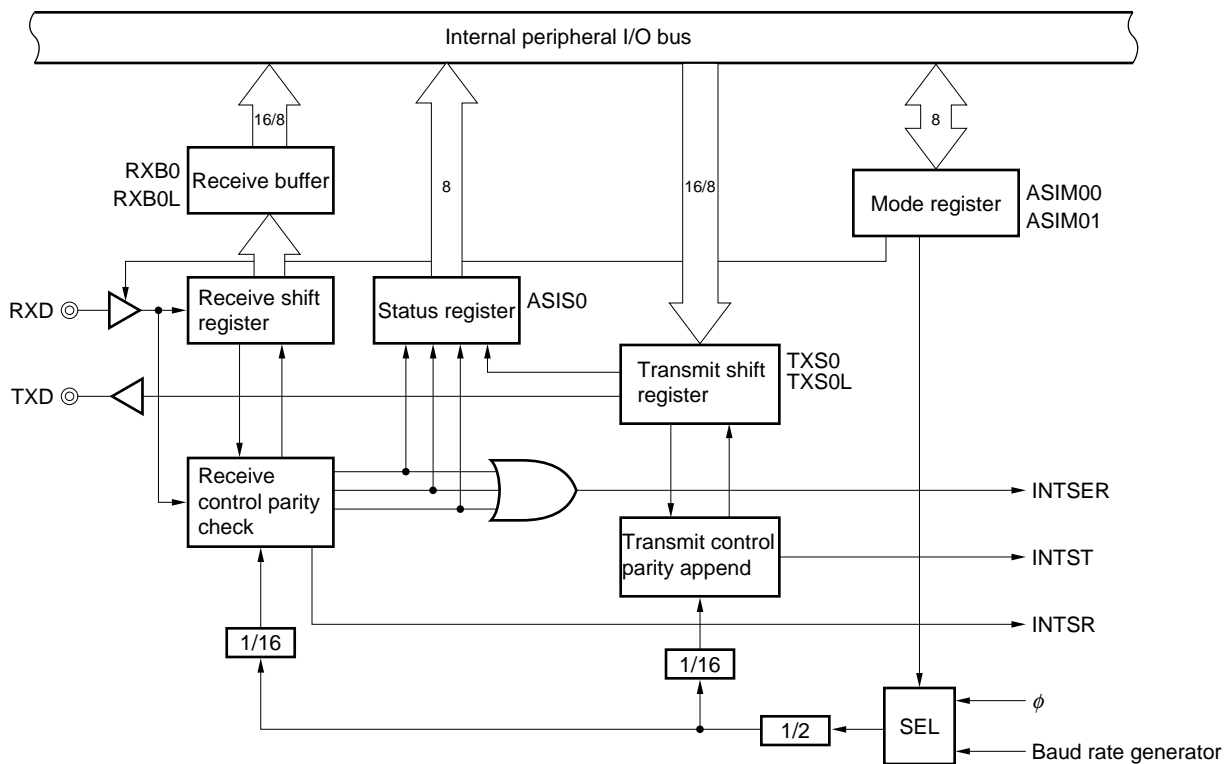 Internal peripheral I/O bus
16/8
8
16/8
8
RXB0
RXB0L
Receive buffer
Mode register
ASIM00
ASIM01
RXD
Receive shift
register
Status register
ASIS0
TXD
Transmit shift
register
TXS0
TXS0L
Receive
control parity
check
INTSER
Transmit control
parity append
INTST
INTSR
1/16
1/16
1/2
SEL
ϕ
Baud rate generator